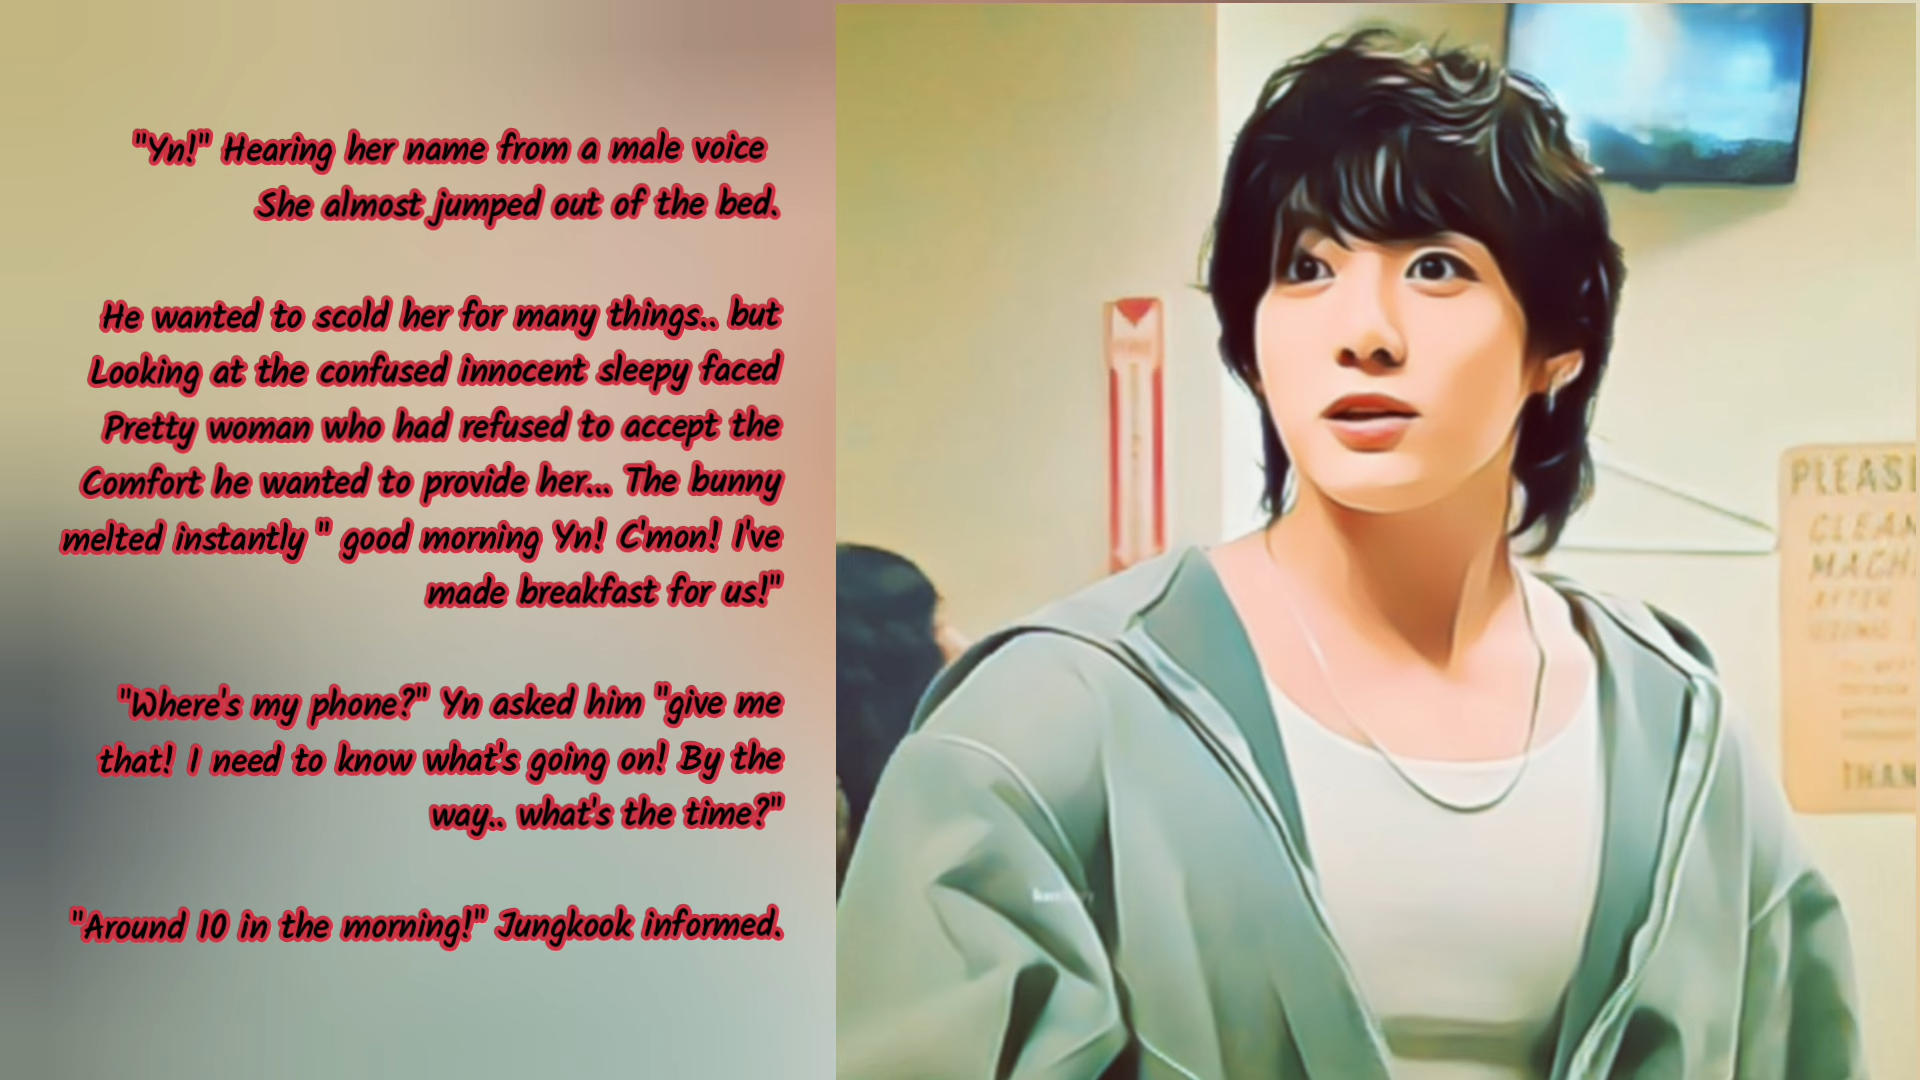 "Yn!" Hearing her name from a male voice
She almost jumped out of the bed.
He wanted to scold her for many things.. but
Looking at the confused innocent sleepy faced
Pretty woman who had refused to accept the
Comfort he wanted to provide her... The bunny
melted instantly " good morning Yn! C'mon! I've
made breakfast for us!"
"Where's my phone?" Yn asked him "give me
that! I need to know what's going on! By the
way.. what's the time?"
"Around 10 in the morning!" Jungkook informed.
PLEAS
CLEAN
MACH
AFTER
THAN